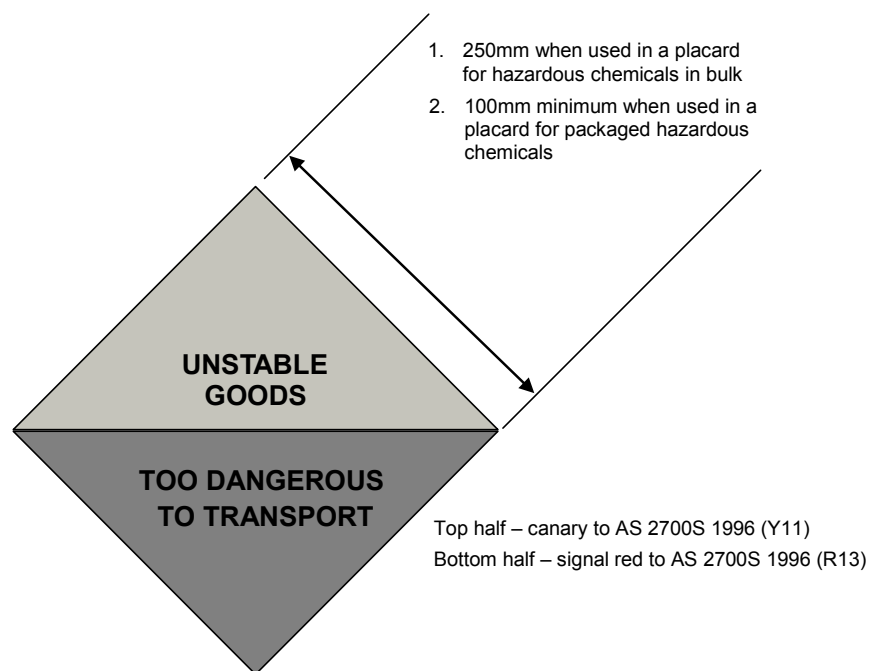 1. 250mm when used in a placard
for hazardous chemicals in bulk
2. 100mm minimum when used in a
placard for packaged hazardous
chemicals
UNSTABLE
GOODS
TOO DANGEROUS
TO TRANSPORT
Top half – canary to AS 2700S 1996 (Y11)
Bottom half – signal red to AS 2700S 1996 (R13)